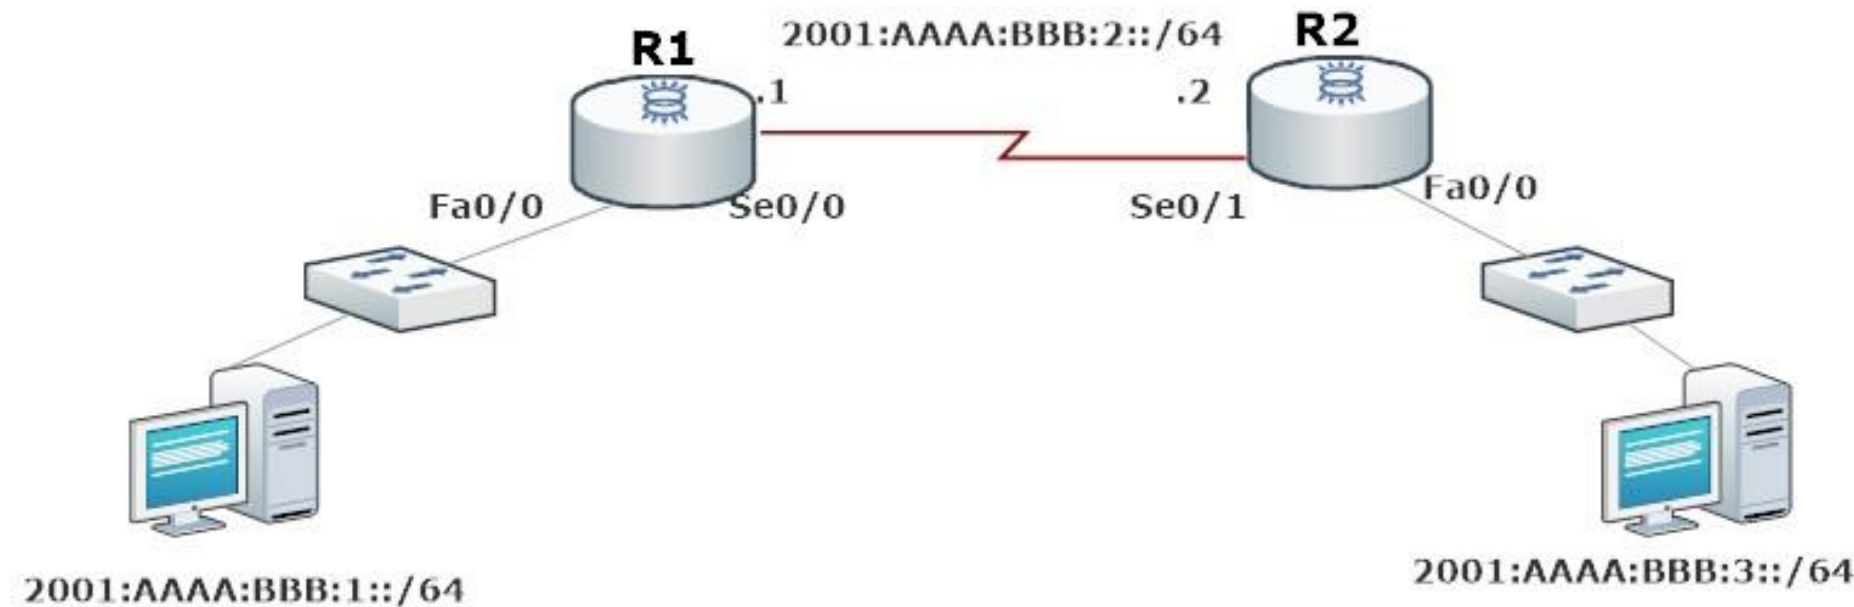 R1
2001:AAAA:BBB:2::/64
R2
.1
.2
Fa0/0
Se0/0
Se0/1
Fa0/0
2001:AAAA:BBB:1::/64
2001:AAAA:BBB:3::/64